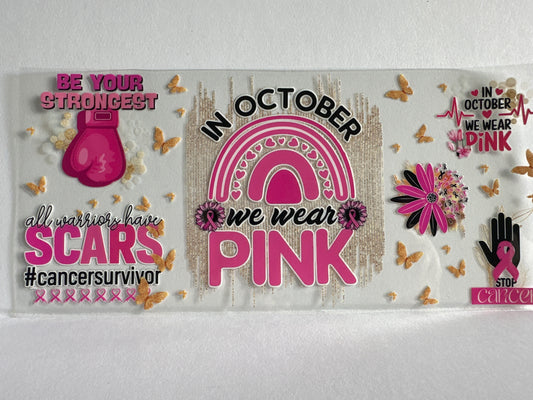 BE YOUR
STRONGEST
all warriors have
SCARS
#cancersurvivor
IN OCTOBER
we wear
PINK
IN
OCTOBER
WE WEAR
PiNK
STOP